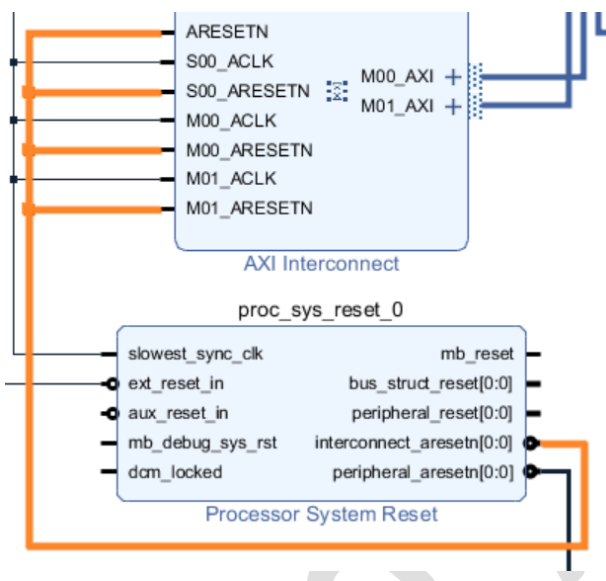 ARESETN
S00_ACLK
S00_ARESETN
M00_ACLK
M00_ARESETN
M01_ACLK
M01_ARESETN
M00_AXI
M01_AXI
AXI Interconnect
proc_sys_reset_0
slowest_sync_clk
ext_reset_in
aux_reset_in
mb_debug_sys_rst
dcm_locked
mb_reset
bus_struct_reset[0:0]
peripheral_reset[0:0]
interconnect_aresetn[0:0]
peripheral_aresetn[0:0]
Processor System Reset